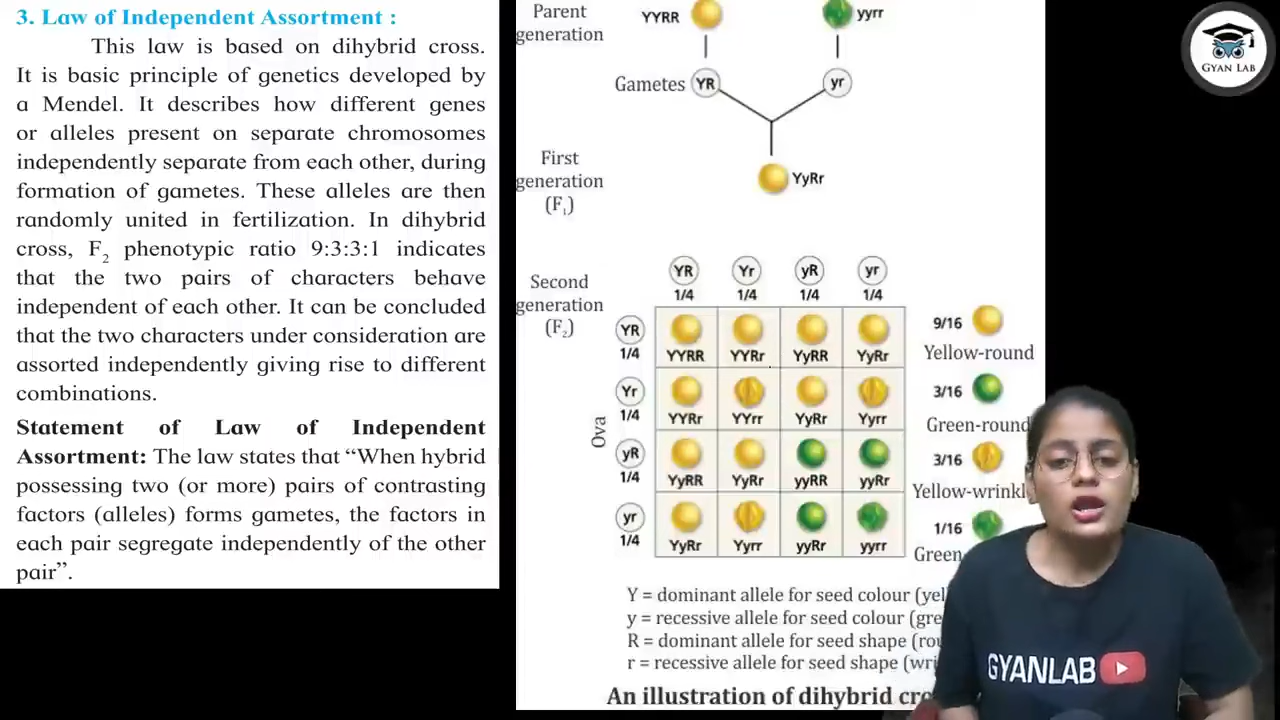 3. Law of Independent Assortment :
This law is based on dihybrid cross.
It is basic principle of genetics developed by
a Mendel. It describes how different genes
or alleles present on separate chromosomes
independently separate from each other, during
formation of gametes. These alleles are then
randomly united in fertilization. In dihybrid
cross, F₂ phenotypic ratio 9:3:3:1 indicates
that the two pairs of characters behave
independent of each other. It can be concluded
that the two characters under consideration are
assorted independently giving rise to different
combinations.
Statement of Law of Independent
Assortment: The law states that “When hybrid
possessing two (or more) pairs of contrasting
factors (alleles) forms gametes, the factors in
each pair segregate independently of the other
pair”.
Parent
generation
YYRR
yyrr
Gametes YR yr
First
generation
(F₁)
YyRr
Second
generation
(F₂)
YR Yr yR yr
1/4 1/4 1/4 1/4
Ova
YR
1/4
YYRR YYRr YyRR YyRr
Yr
1/4
YYRr YYrr YyRr Yyrr
yR
1/4
YyRR YyRr yyRR yyRr
yr
1/4
YyRr Yyrr yyRr yyrr
9/16
Yellow-round
3/16
Green-round
3/16
Yellow-wrinkl
1/16
Green-
Y = dominant allele for seed colour (yel
y = recessive allele for seed colour (gre
R = dominant allele for seed shape (rou
r = recessive allele for seed shape (wri
An illustration of dihybrid cro
GYAN LAB
GYANLAB